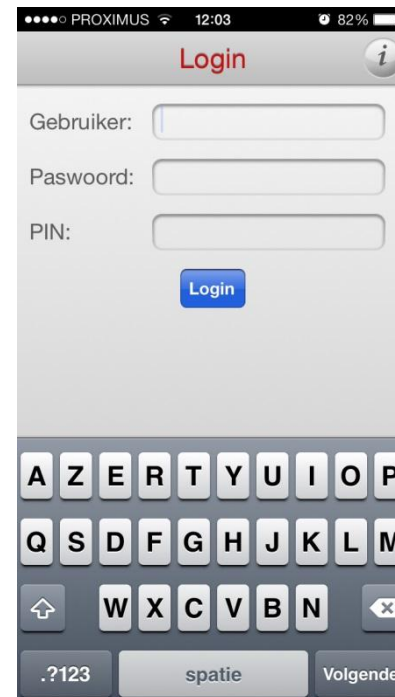 PROXIMUS 12:03 82%
Login i
Gebruiker:
Paswoord:
PIN:
Login
A Z E R T Y U I O P
Q S D F G H J K L M
W X C V B N
.?123 spatie Volgende